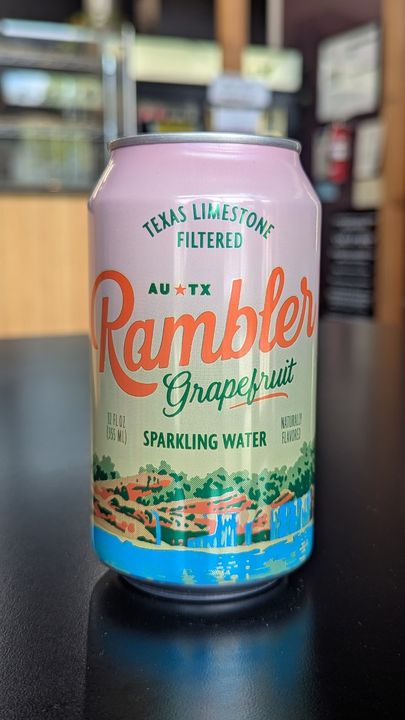 TEXAS LIMESTONE
FILTERED
AU★TX
Rambler
Grapefruit
12 FL OZ
(355 ML)
NATURALLY
FLAVORED
SPARKLING WATER